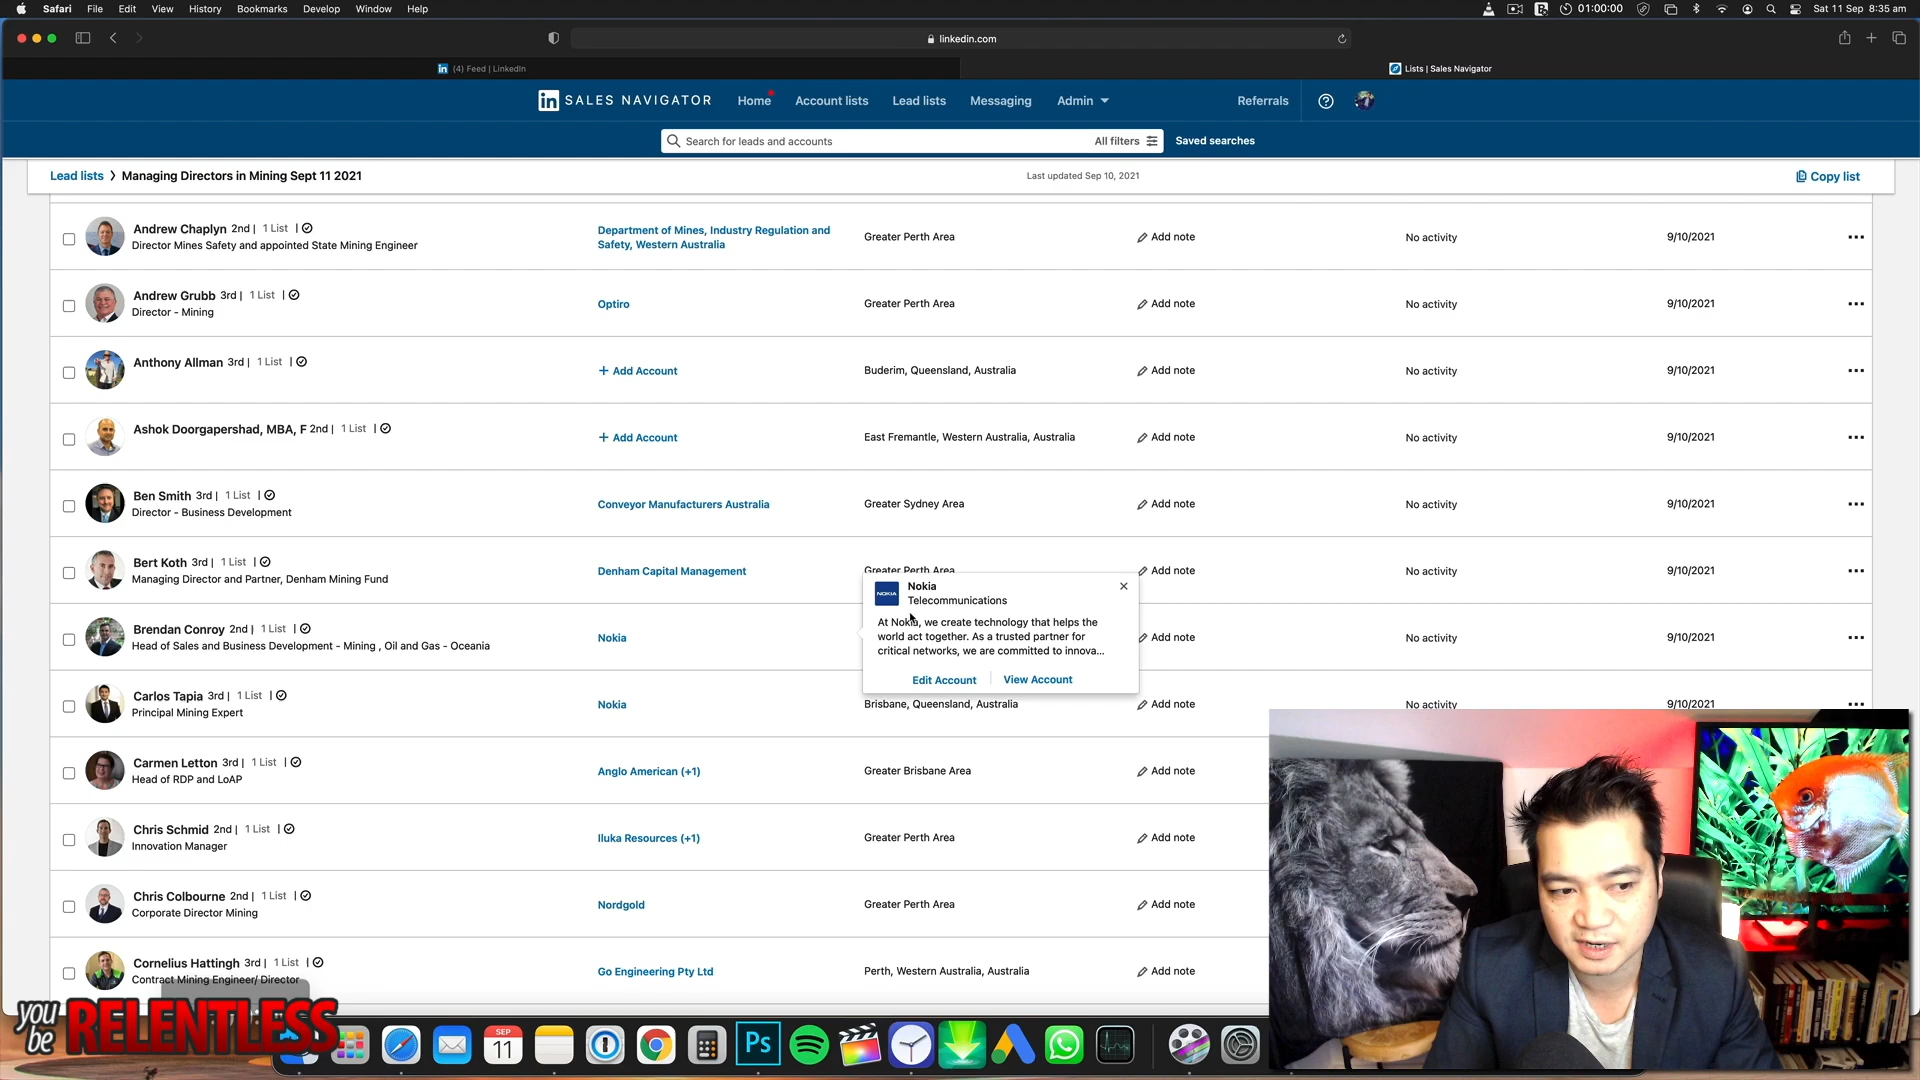 Safari File Edit View History Bookmarks Develop Window Help
01:00:00 Sat 11 Sep 8:35 am
linkedin.com
(4) Feed | LinkedIn
Lists | Sales Navigator
in SALES NAVIGATOR Home Account lists Lead lists Messaging Admin Referrals
Search for leads and accounts All filters Saved searches
Lead lists > Managing Directors in Mining Sept 11 2021 Last updated Sep 10, 2021 Copy list
Andrew Chaplyn 2nd | 1 List |
Director Mines Safety and appointed State Mining Engineer
Department of Mines, Industry Regulation and
Safety, Western Australia
Greater Perth Area Add note No activity 9/10/2021
Andrew Grubb 3rd | 1 List |
Director - Mining
Optiro Greater Perth Area Add note No activity 9/10/2021
Anthony Allman 3rd | 1 List |
+ Add Account Buderim, Queensland, Australia Add note No activity 9/10/2021
Ashok Doorgapershad, MBA, F 2nd | 1 List |
+ Add Account East Fremantle, Western Australia, Australia Add note No activity 9/10/2021
Ben Smith 3rd | 1 List |
Director - Business Development
Conveyor Manufacturers Australia Greater Sydney Area Add note No activity 9/10/2021
Bert Koth 3rd | 1 List |
Managing Director and Partner, Denham Mining Fund
Denham Capital Management Greater Perth Area Add note No activity 9/10/2021
Brendan Conroy 2nd | 1 List |
Head of Sales and Business Development - Mining , Oil and Gas - Oceania
Nokia Add note No activity 9/10/2021
NOKIA
Nokia
Telecommunications
At Nokia, we create technology that helps the
world act together. As a trusted partner for
critical networks, we are committed to innova...
Edit Account View Account
Carlos Tapia 3rd | 1 List |
Principal Mining Expert
Nokia Brisbane, Queensland, Australia Add note No activity 9/10/2021
Carmen Letton 3rd | 1 List |
Head of RDP and LoAP
Anglo American (+1) Greater Brisbane Area Add note
Chris Schmid 2nd | 1 List |
Innovation Manager
Iluka Resources (+1) Greater Perth Area Add note
Chris Colbourne 2nd | 1 List |
Corporate Director Mining
Nordgold Greater Perth Area Add note
Cornelius Hattingh 3rd | 1 List |
Contract Mining Engineer/ Director
Go Engineering Pty Ltd Perth, Western Australia, Australia Add note
you be RELENTLESS
SEP
11
Ps